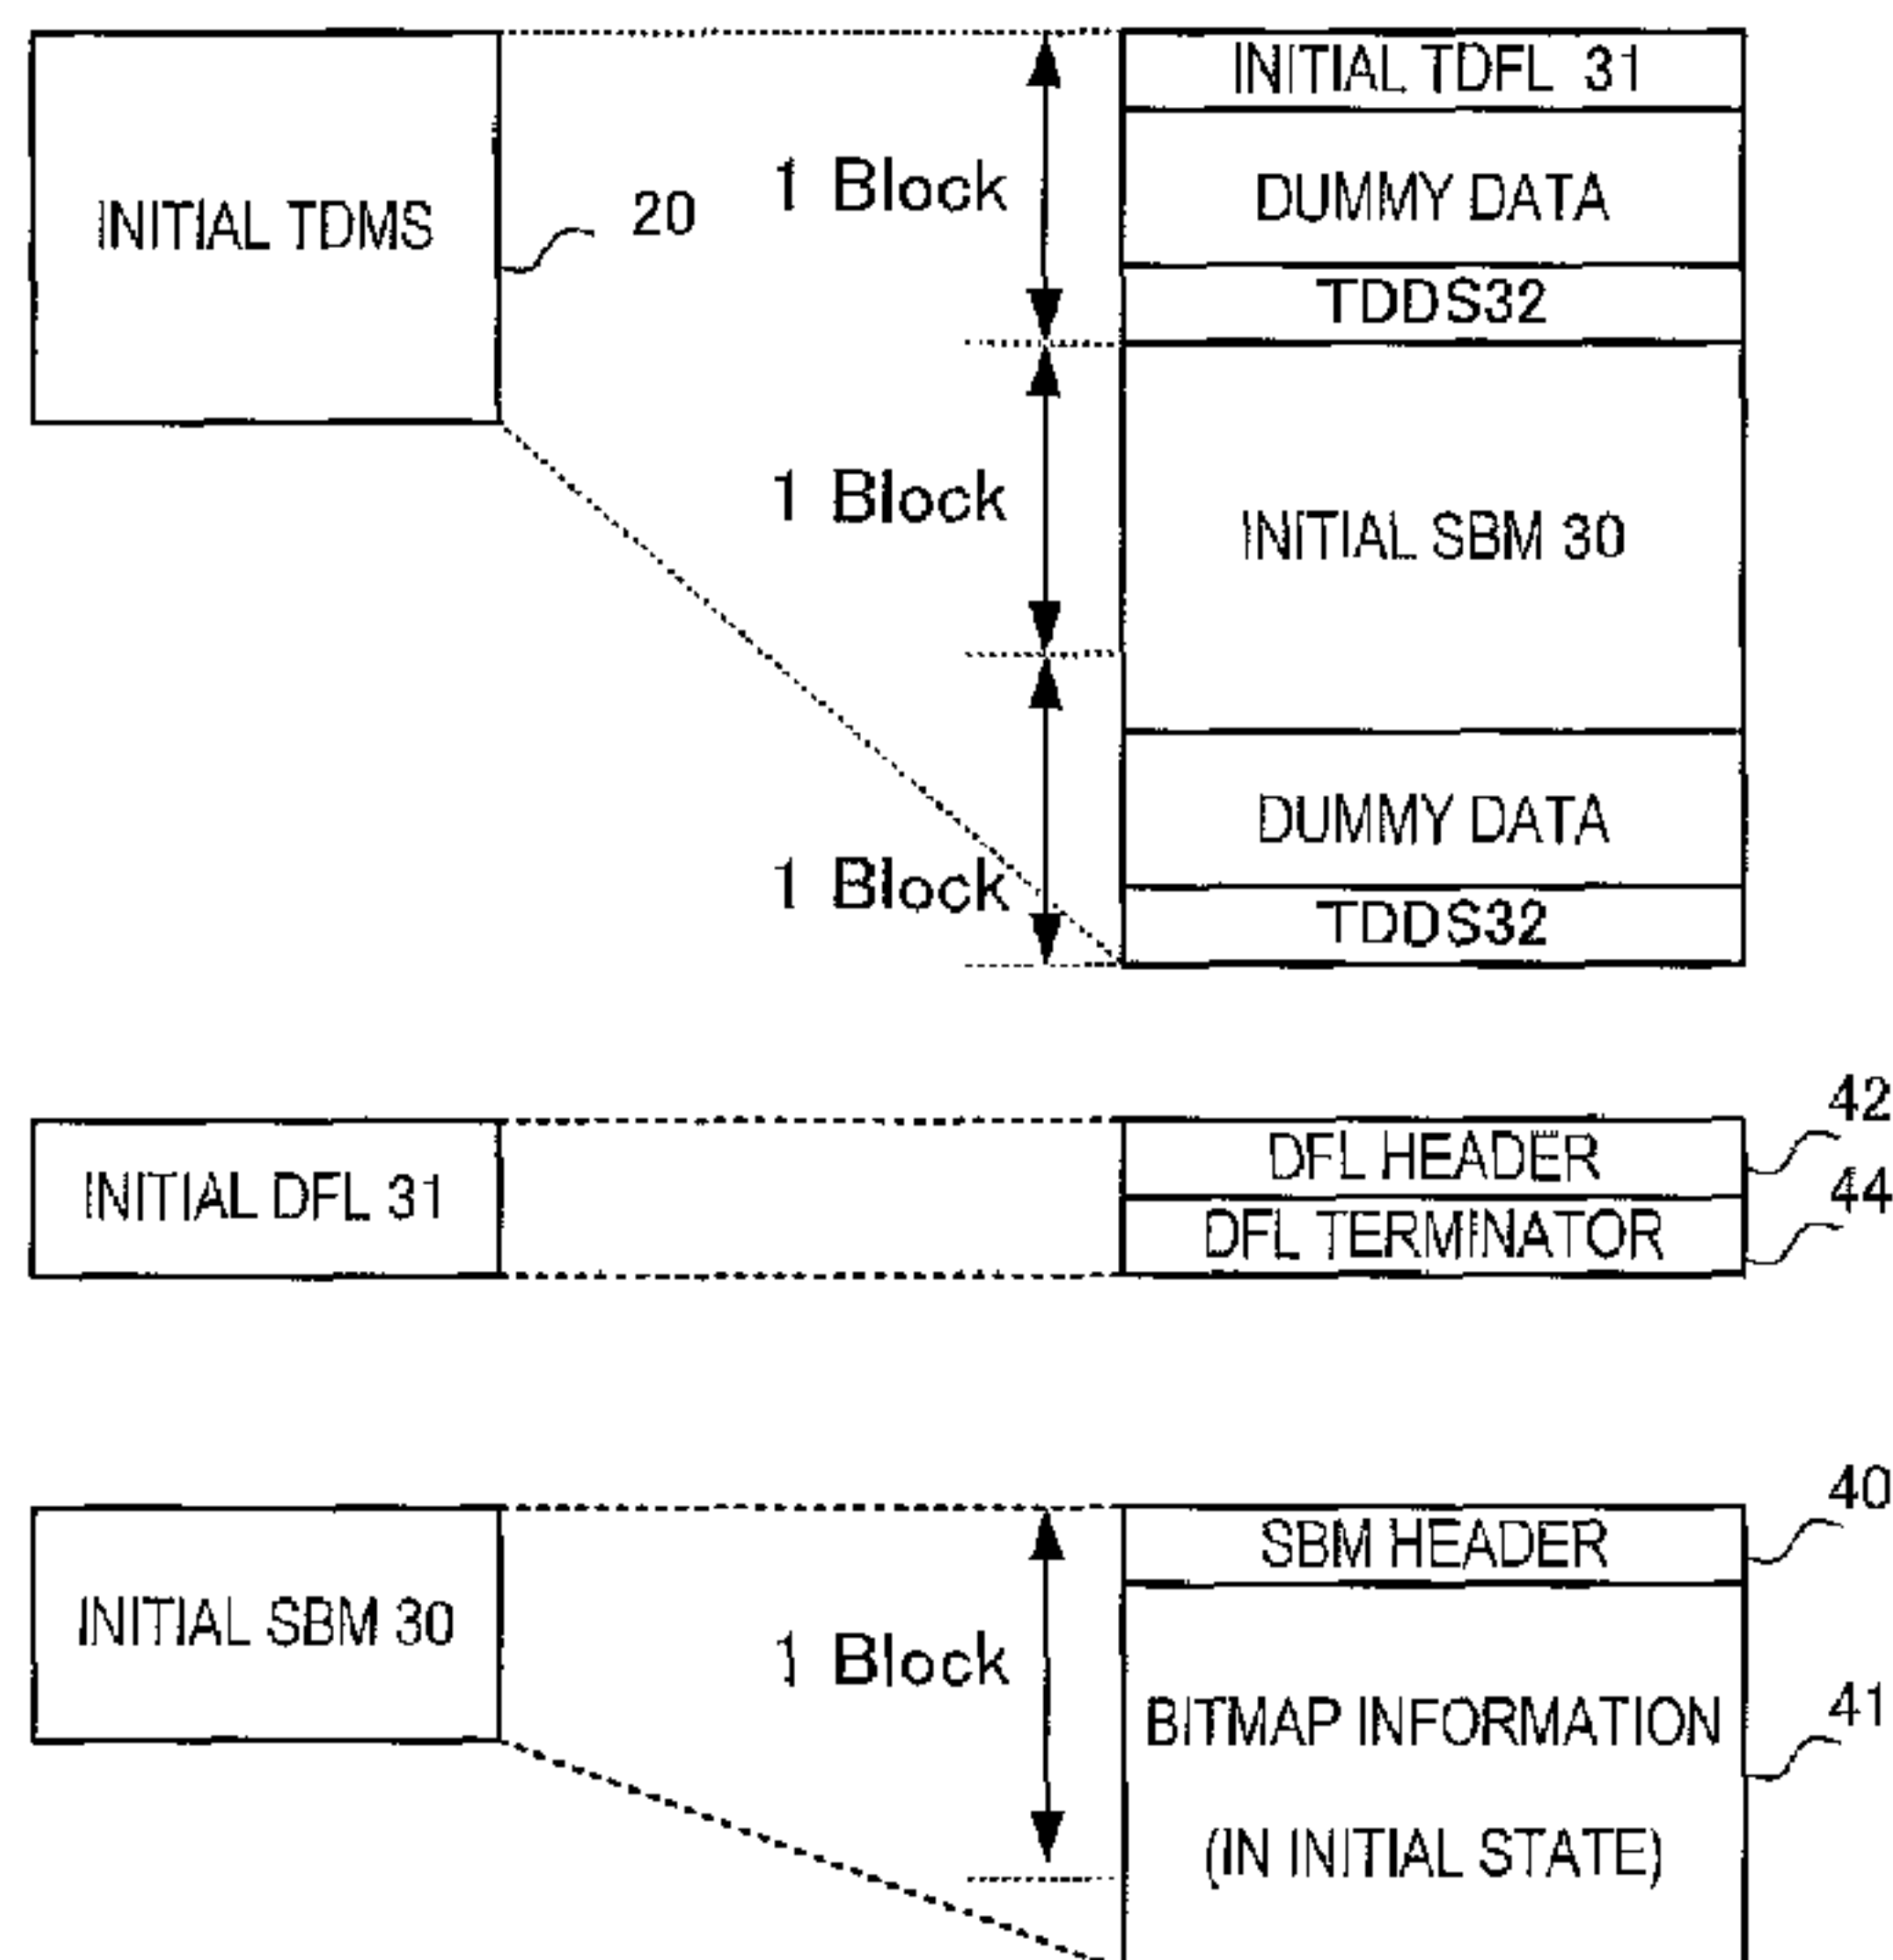 INITIAL TDMS
20
1 Block
INITIAL TDFL 31
DUMMY DATA
TDDS32
1 Block
INITIAL SBM 30
1 Block
DUMMY DATA
TDDS32
INITIAL DFL 31
DFL HEADER
42
DFL TERMINATOR
44
INITIAL SBM 30
1 Block
SBM HEADER
40
BITMAP INFORMATION
(IN INITIAL STATE)
41